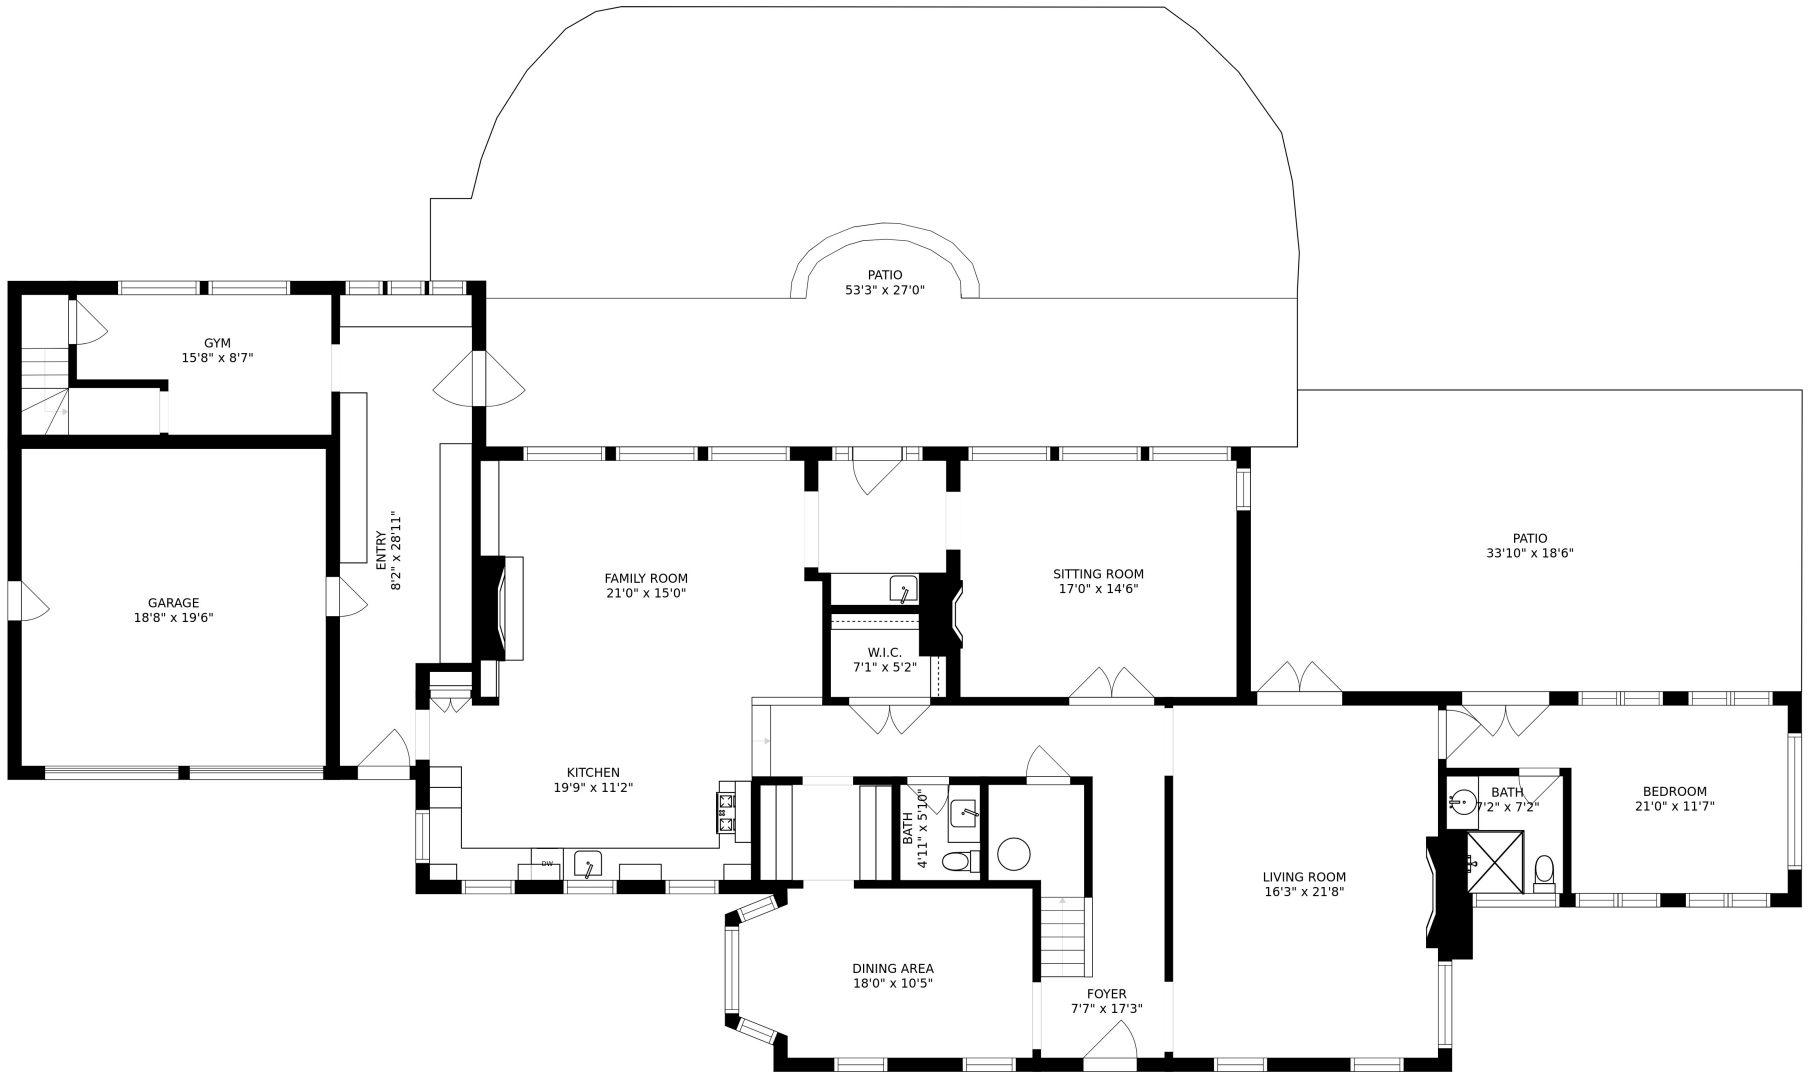 PATIO
53'3" x 27'0"
GYM
15'8" x 8'7"
ENTRY
8'2" x 28'11"
PATIO
33'10" x 18'6"
GARAGE
18'8" x 19'6"
FAMILY ROOM
21'0" x 15'0"
SITTING ROOM
17'0" x 14'6"
W.I.C.
7'1" x 5'2"
KITCHEN
19'9" x 11'2"
DW
BATH
4'11" x 5'10"
BATH
7'2" x 7'2"
BEDROOM
21'0" x 11'7"
LIVING ROOM
16'3" x 21'8"
DINING AREA
18'0" x 10'5"
FOYER
7'7" x 17'3"